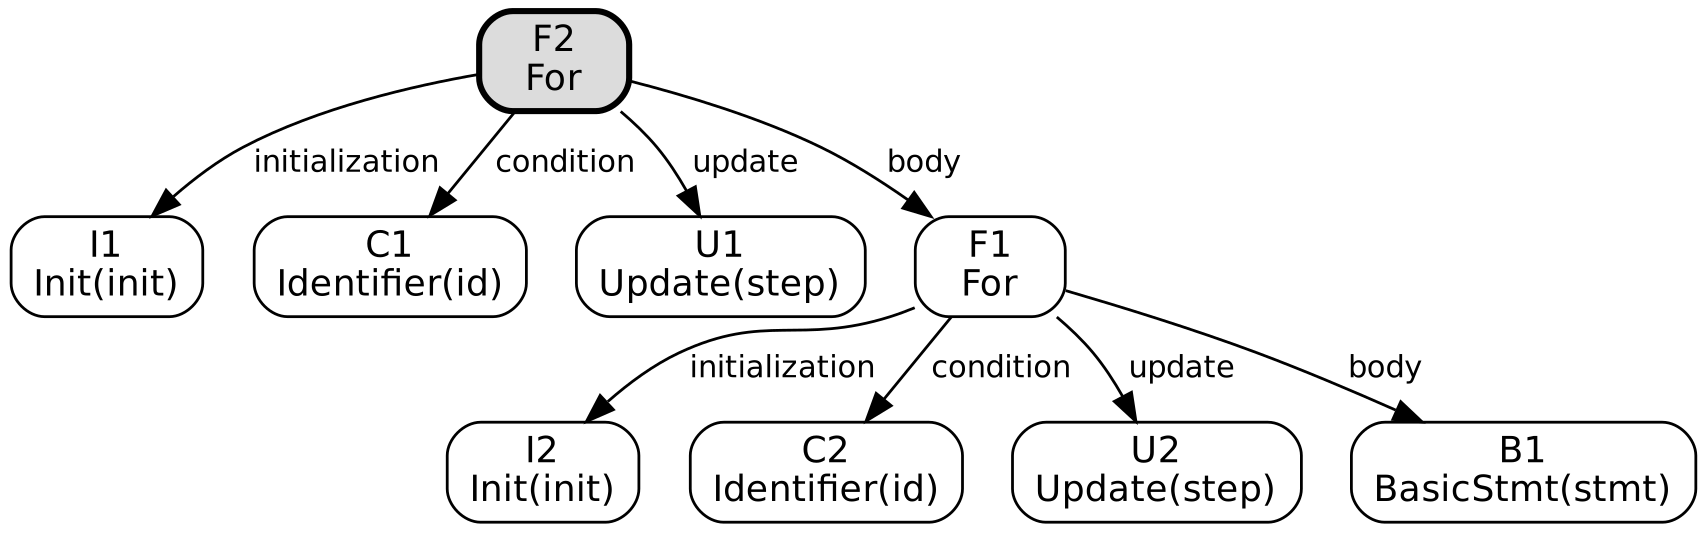 F2
For
initialization
condition
update
body
I1
Init(init)
C1
Identifier(id)
U1
Update(step)
F1
For
initialization
condition
update
body
I2
Init(init)
C2
Identifier(id)
U2
Update(step)
B1
BasicStmt(stmt)